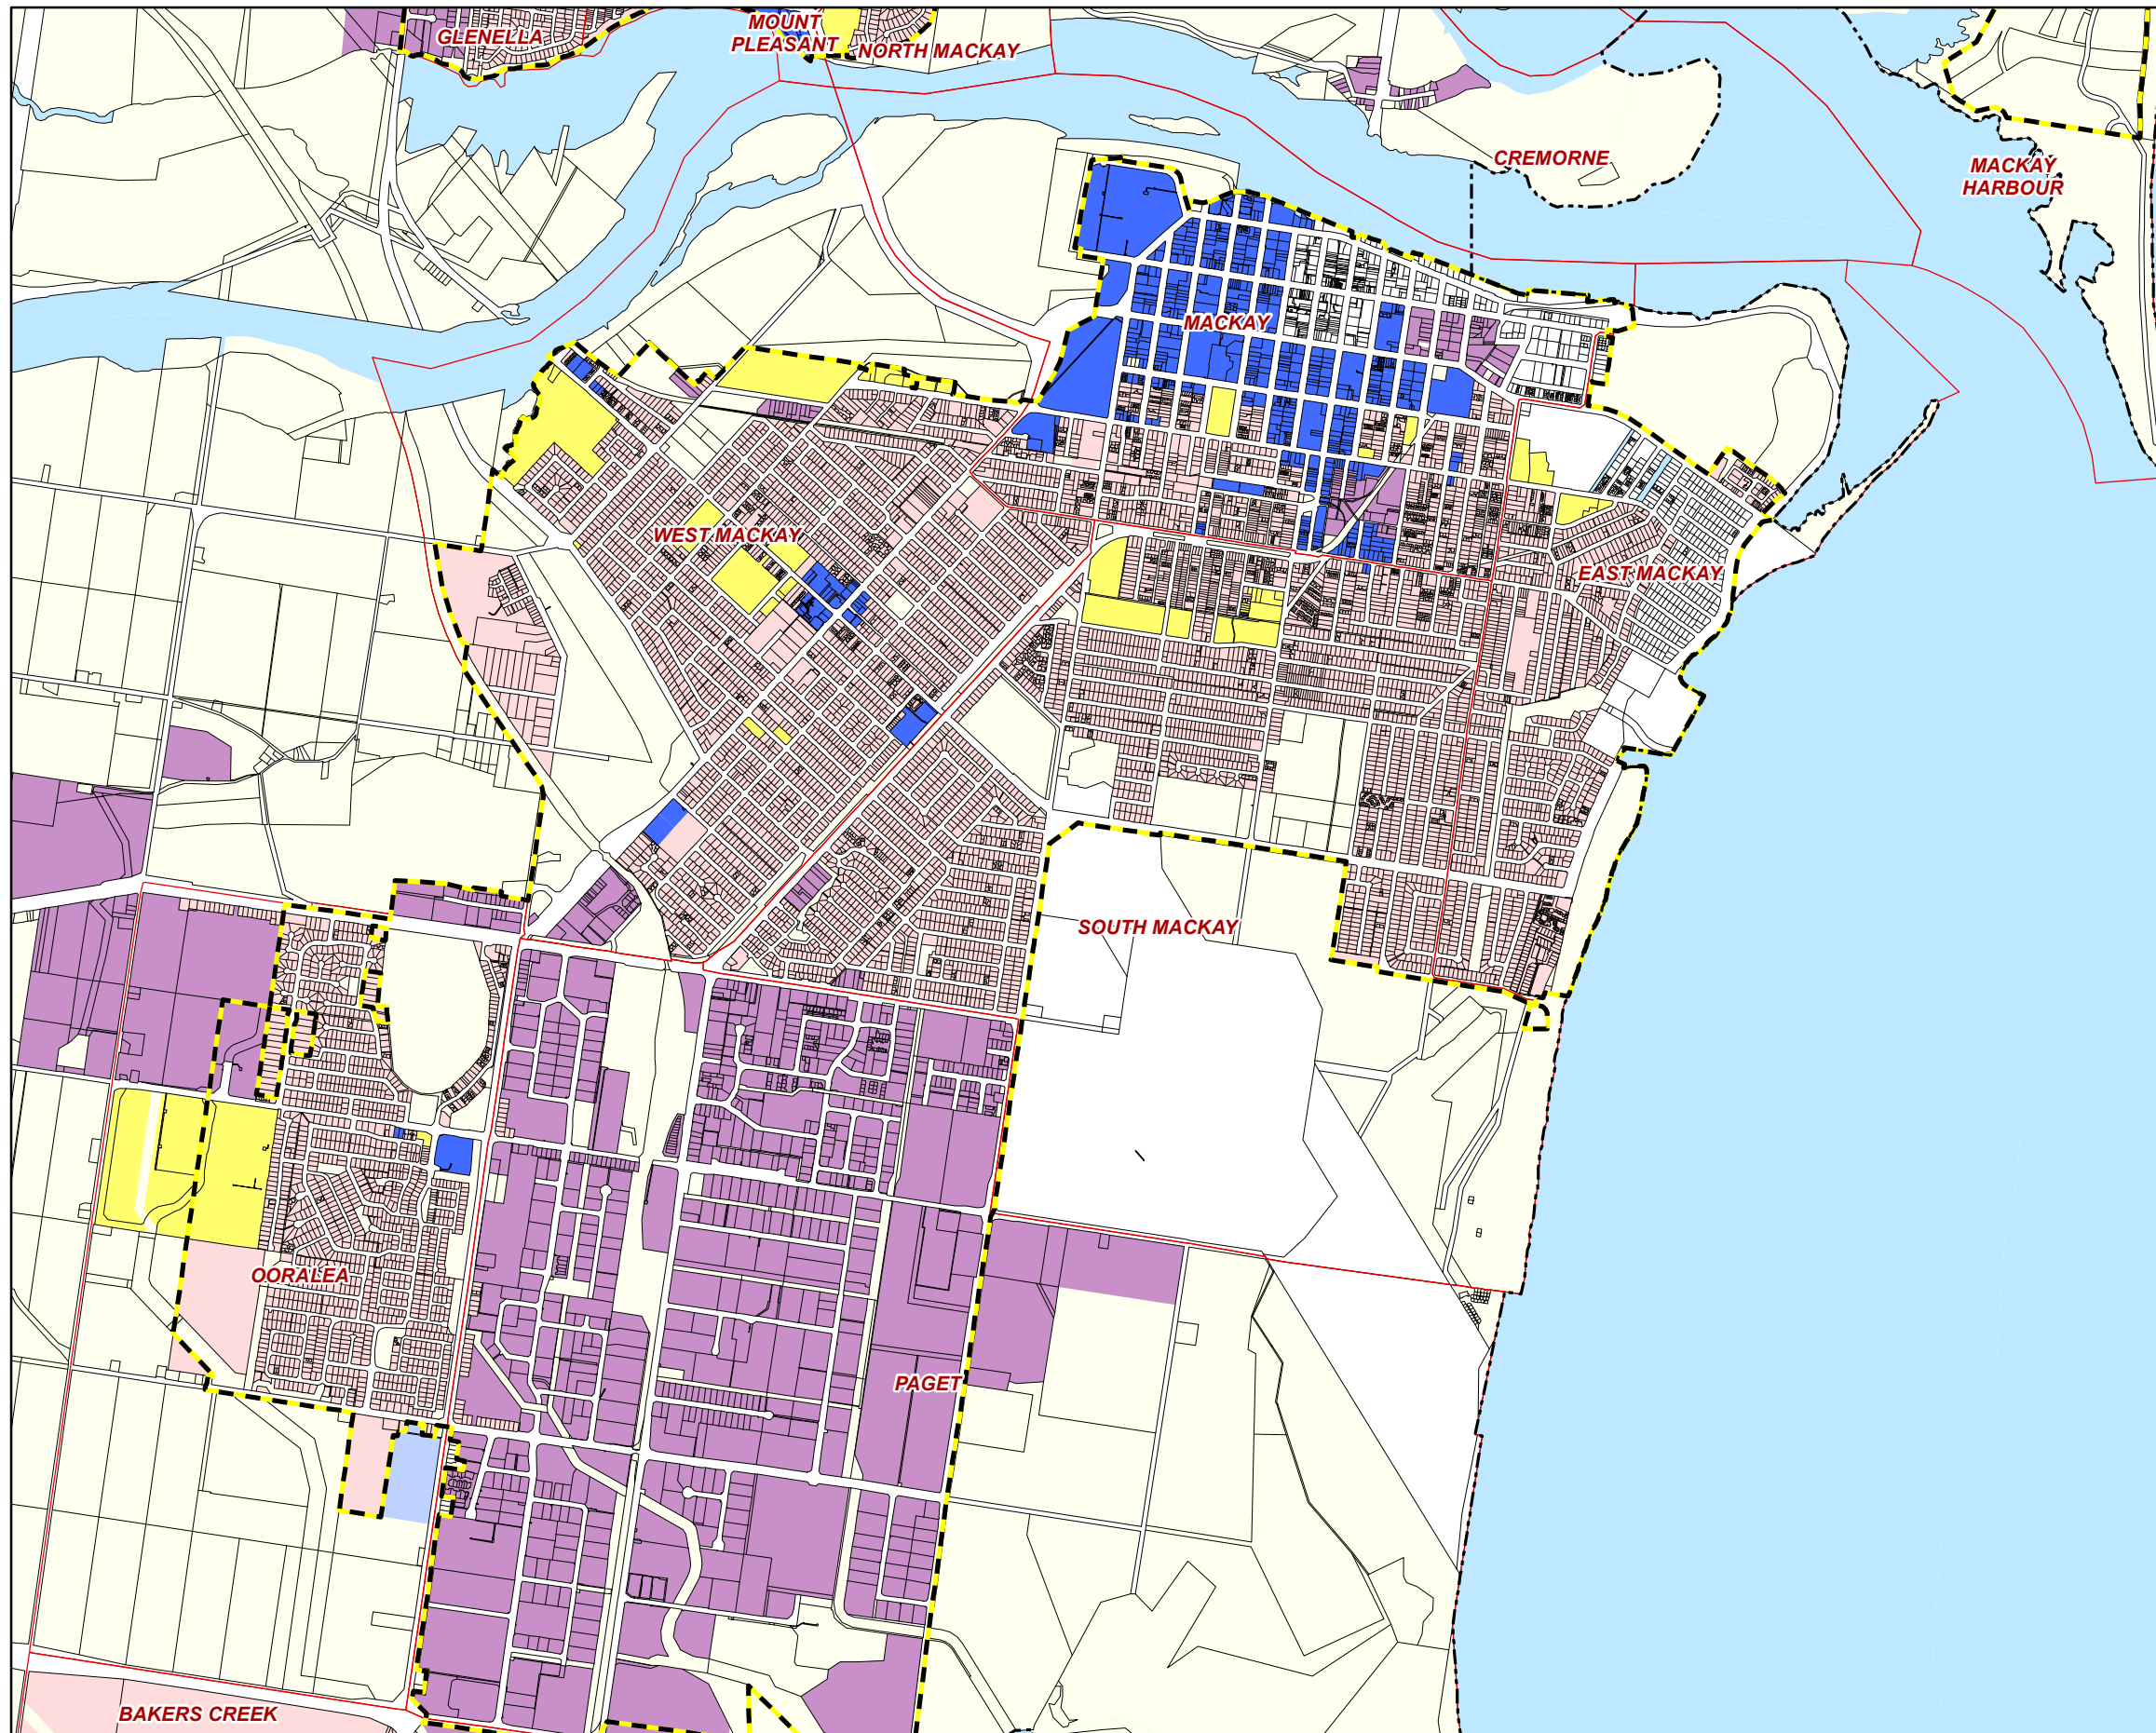 MOUNT
PLEASANT
GLENELLA
NORTH MACKAY
CREMORNE
MACKAY
HARBOUR
MACKAY
WEST MACKAY
EAST MACKAY
SOUTH MACKAY
OORALEA
PAGET
BAKERS CREEK